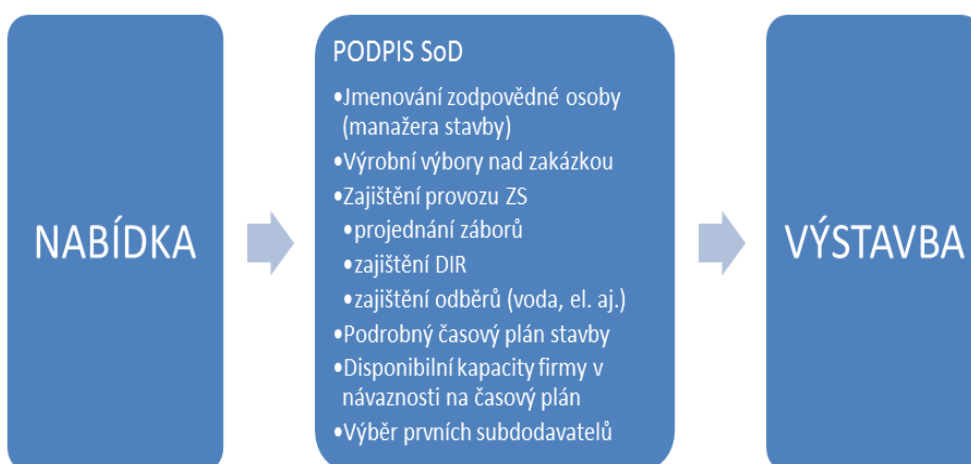 NABÍDKA
PODPIS SoD
•Jmenování zodpovědné osoby
(manažera stavby)
•Výrobní výbory nad zakázkou
•Zajištění provozu ZS
•projednání záborů
•zajištění DIR
•zajištění odběrů (voda, el. aj.)
•Podrobný časový plán stavby
•Disponibilní kapacity firmy v
návaznosti na časový plán
•Výběr prvních subdodavatelů
VÝSTAVBA